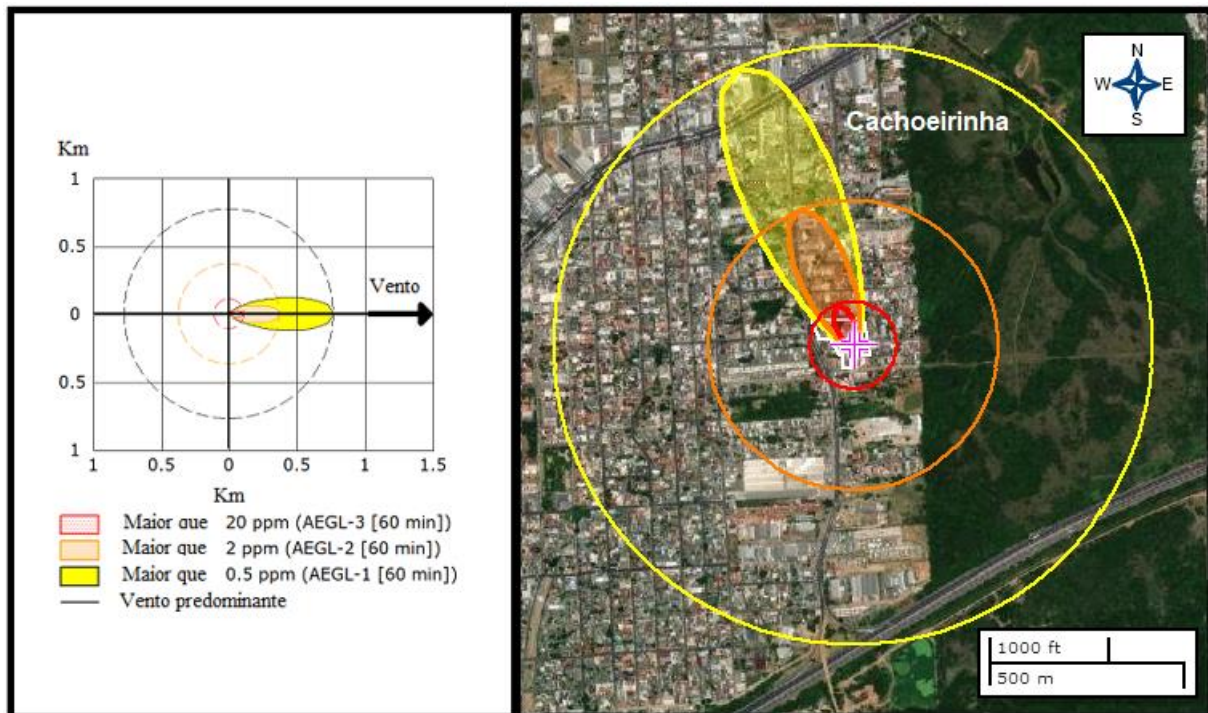 Km
1
0.5
0
0.5
1
1 0.5 0 0.5 1 1.5
Km
Vento
Maior que 20 ppm (AEGL-3 [60 min])
Maior que 2 ppm (AEGL-2 [60 min])
Maior que 0.5 ppm (AEGL-1 [60 min])
Vento predominante
Cachoeirinha
N
W E
S
1000 ft
500 m